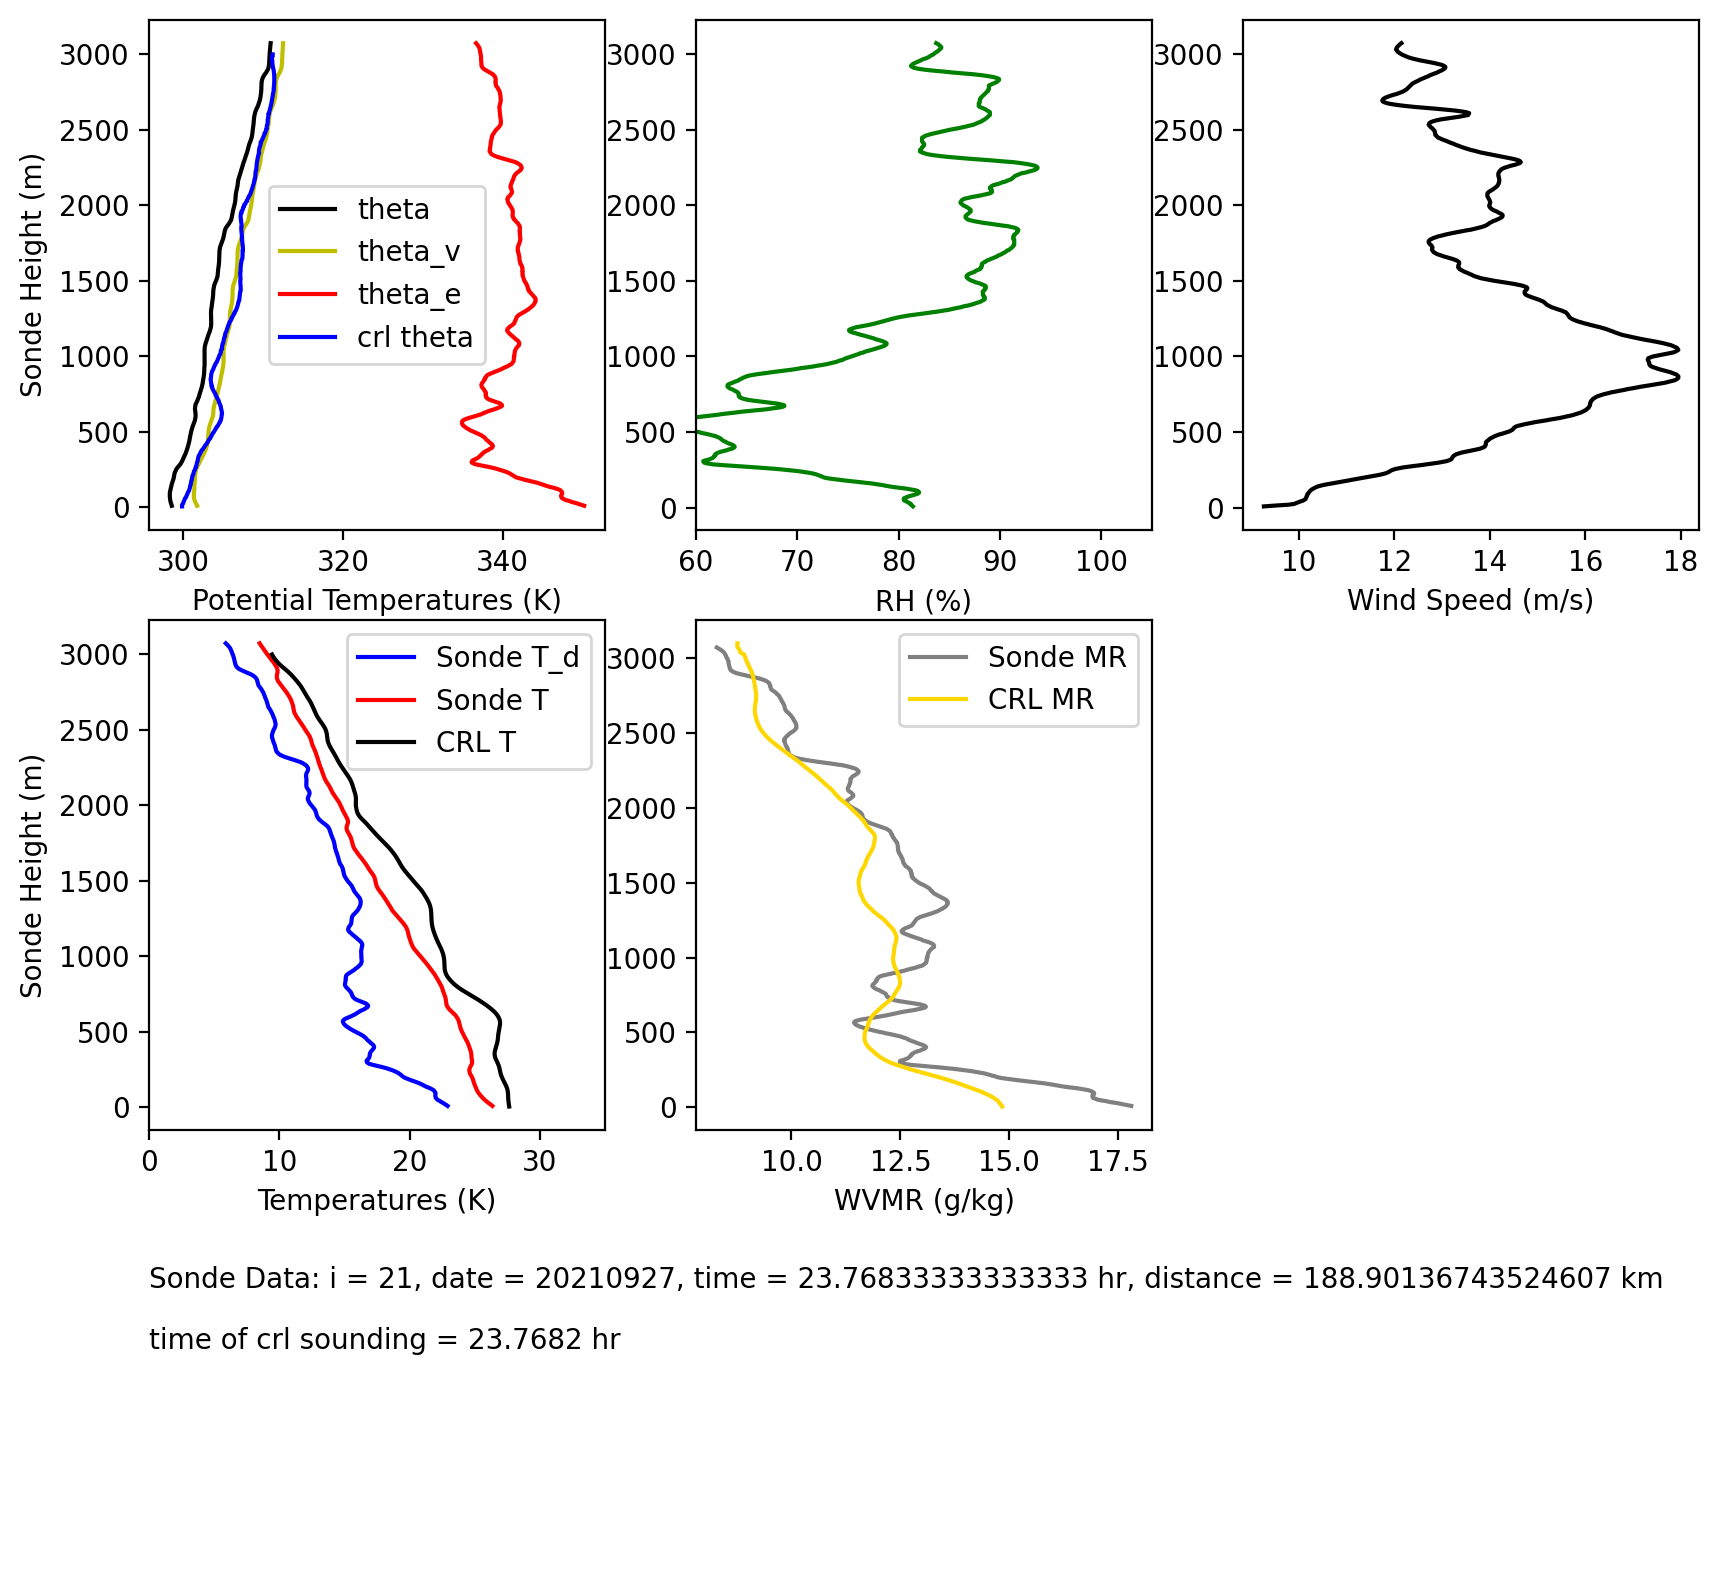 Sonde Height (m)
3000
2500
2000
1500
1000
500
0
theta
theta_v
theta_e
crl theta
300 320 340
Potential Temperatures (K)
3000
2500
2000
1500
1000
500
0
60 70 80 90 100
RH (%)
3000
2500
2000
1500
1000
500
0
10 12 14 16 18
Wind Speed (m/s)
Sonde Height (m)
3000
2500
2000
1500
1000
500
0
Sonde T_d
Sonde T
CRL T
0 10 20 30
Temperatures (K)
3000
2500
2000
1500
1000
500
0
Sonde MR
CRL MR
10.0 12.5 15.0 17.5
WVMR (g/kg)
Sonde Data: i = 21, date = 20210927, time = 23.76833333333333 hr, distance = 188.90136743524607 km
time of crl sounding = 23.7682 hr